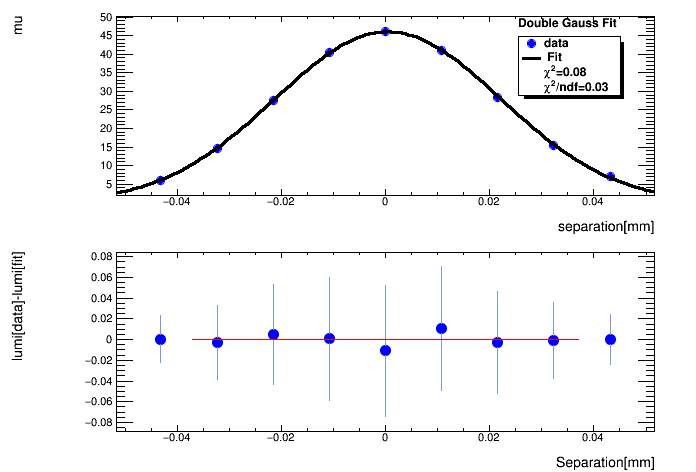 Double Gauss Fit
mu
50
45
40
35
30
25
20
15
10
5
data
Fit
χ²=0.08
χ²/ndf=0.03
−0.04 −0.02 0 0.02 0.04
separation[mm]
lumi[data]-lumi[fit]
0.08
0.06
0.04
0.02
0
−0.02
−0.04
−0.06
−0.08
−0.04 −0.02 0 0.02 0.04
Separation[mm]